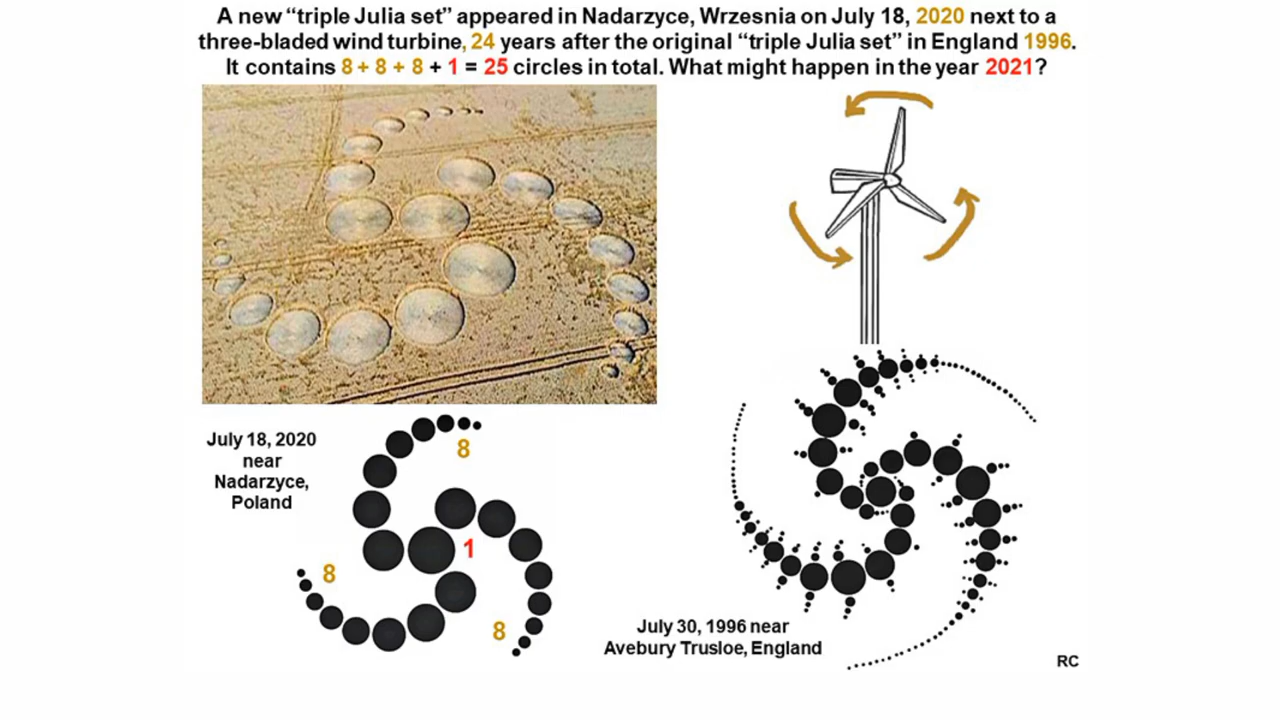 A new “triple Julia set” appeared in Nadarzyce, Wrzesnia on July 18, 2020 next to a
three-bladed wind turbine, 24 years after the original “triple Julia set” in England 1996.
It contains 8 + 8 + 8 + 1 = 25 circles in total. What might happen in the year 2021?
July 18, 2020
near
Nadarzyce,
Poland
8
1
8
8
July 30, 1996 near
Avebury Trusloe, England
RC